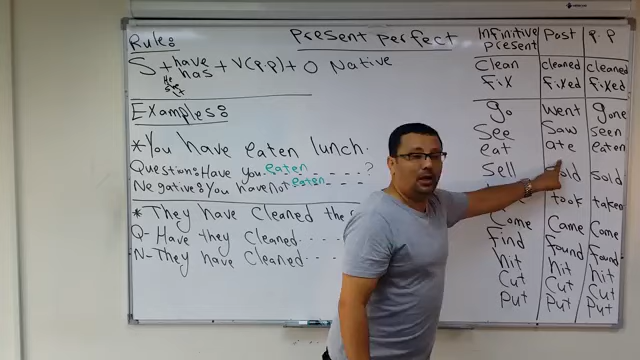 Rule: Present perfect
S + have has + V(p.p) + O Native
He
She
it
Examples:
*You have eaten lunch.
Question: Have you eaten - - - - ?
Negative: You have not eaten - - - -
*They have Cleaned the
Q- Have they Cleaned. . . .
N- They have Cleaned. . . . .
Infinitive present Past P.P
Clean cleaned cleaned
Fix Fixed Fixed
go went gone
See Saw seen
eat ate eaten
Sell Sold Sold
took taken
Come Came Come
find found found
hit hit hit
Cut Cut Cut
Put Put Put